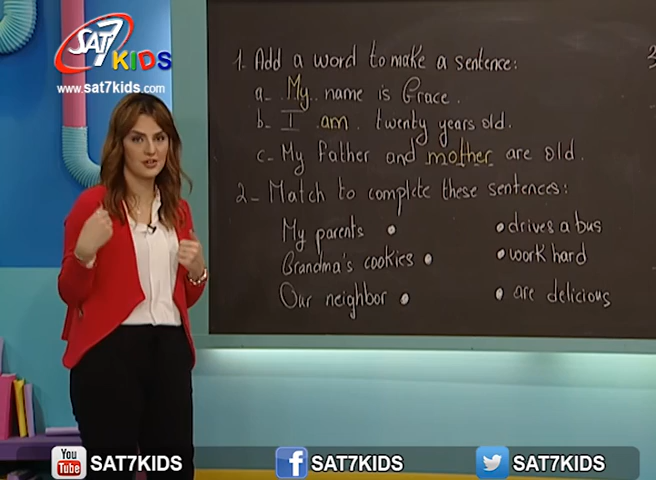 SAT7
KIDS
www.sat7kids.com
1. Add a word to make a sentence:
a- .My.. name is Grace.
b- I .am. twenty years old.
c- My father and mother are old.
2- Match to complete these sentences:
My parents • • drives a bus
Grandma's cookies • • work hard
Our neighbor • • are delicious
You Tube SAT7KIDS f SAT7KIDS SAT7KIDS